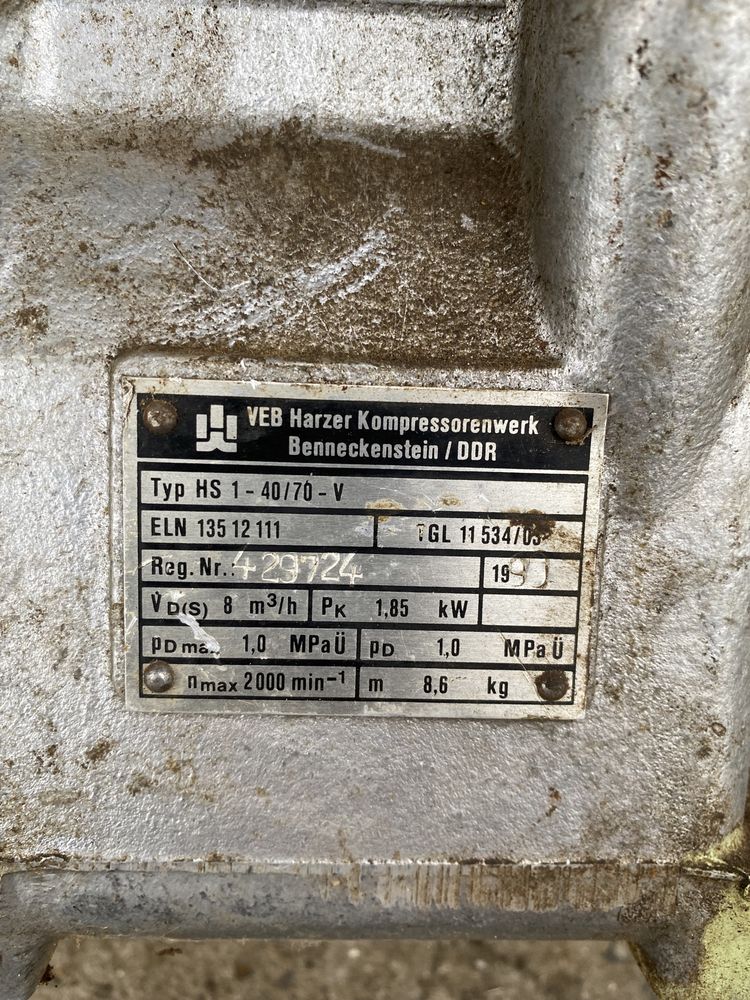 VEB Harzer Kompressorenwerk
Benneckenstein / DDR
Typ HS 1 - 40/70 - V
ELN 135 12 111 TGL 11 534/03
Reg. Nr.: 429724 19
V̇D(S) 8 m³/h PK 1,85 kW
pD max 1,0 MPaÜ pD 1,0 MPaÜ
nmax 2000 min⁻¹ m 8,6 kg